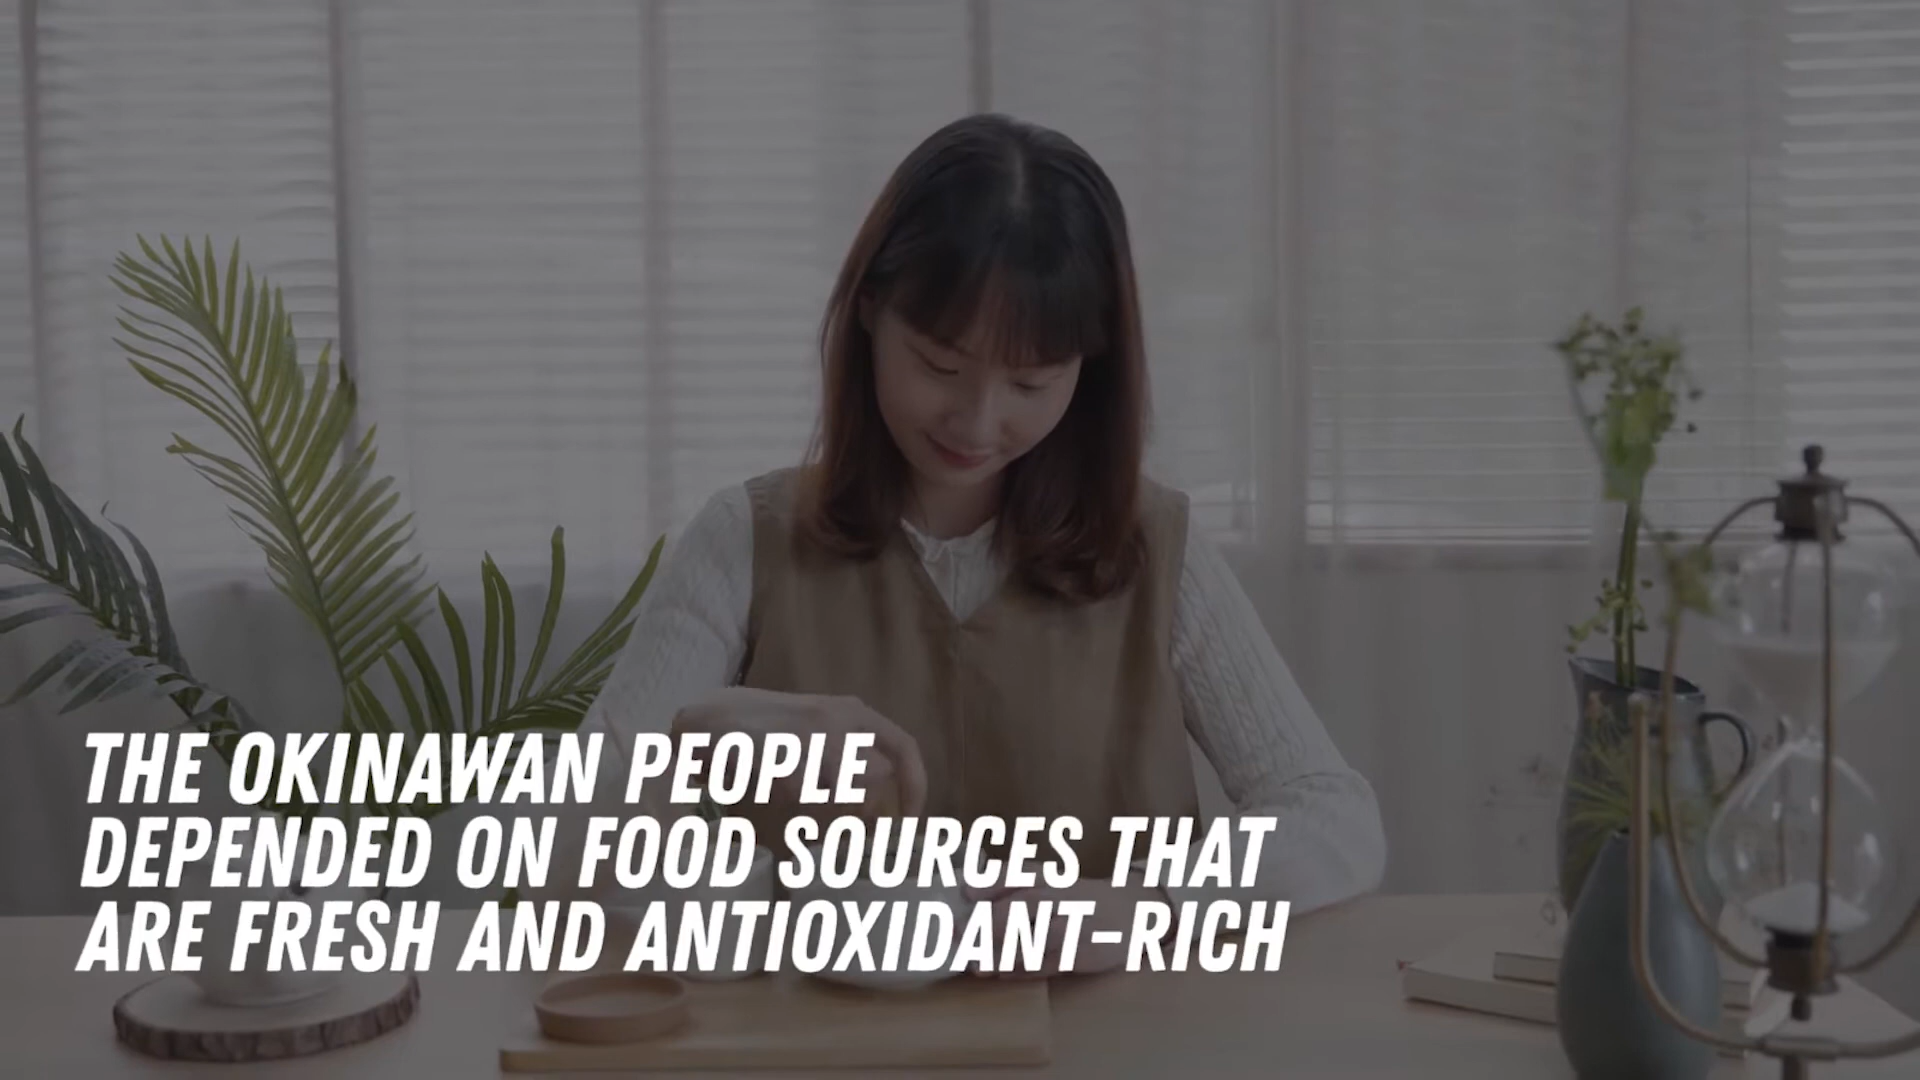 THE OKINAWAN PEOPLE
DEPENDED ON FOOD SOURCES THAT
ARE FRESH AND ANTIOXIDANT-RICH